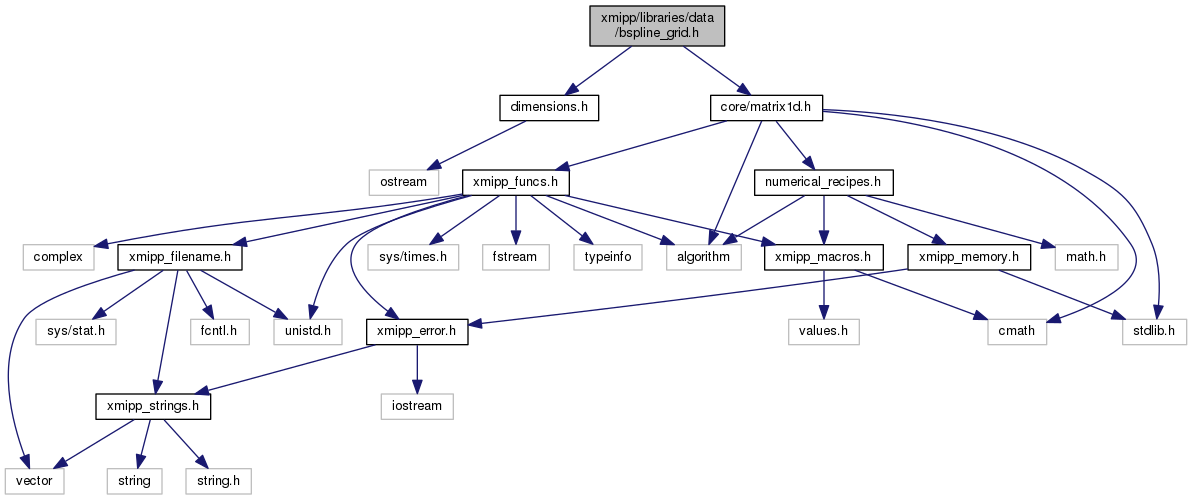 xmipp/libraries/data
/bspline_grid.h
dimensions.h
core/matrix1d.h
ostream
xmipp_funcs.h
numerical_recipes.h
complex
xmipp_filename.h
sys/times.h
fstream
typeinfo
algorithm
xmipp_macros.h
xmipp_memory.h
math.h
sys/stat.h
fcntl.h
unistd.h
xmipp_error.h
values.h
cmath
stdlib.h
xmipp_strings.h
iostream
vector
string
string.h